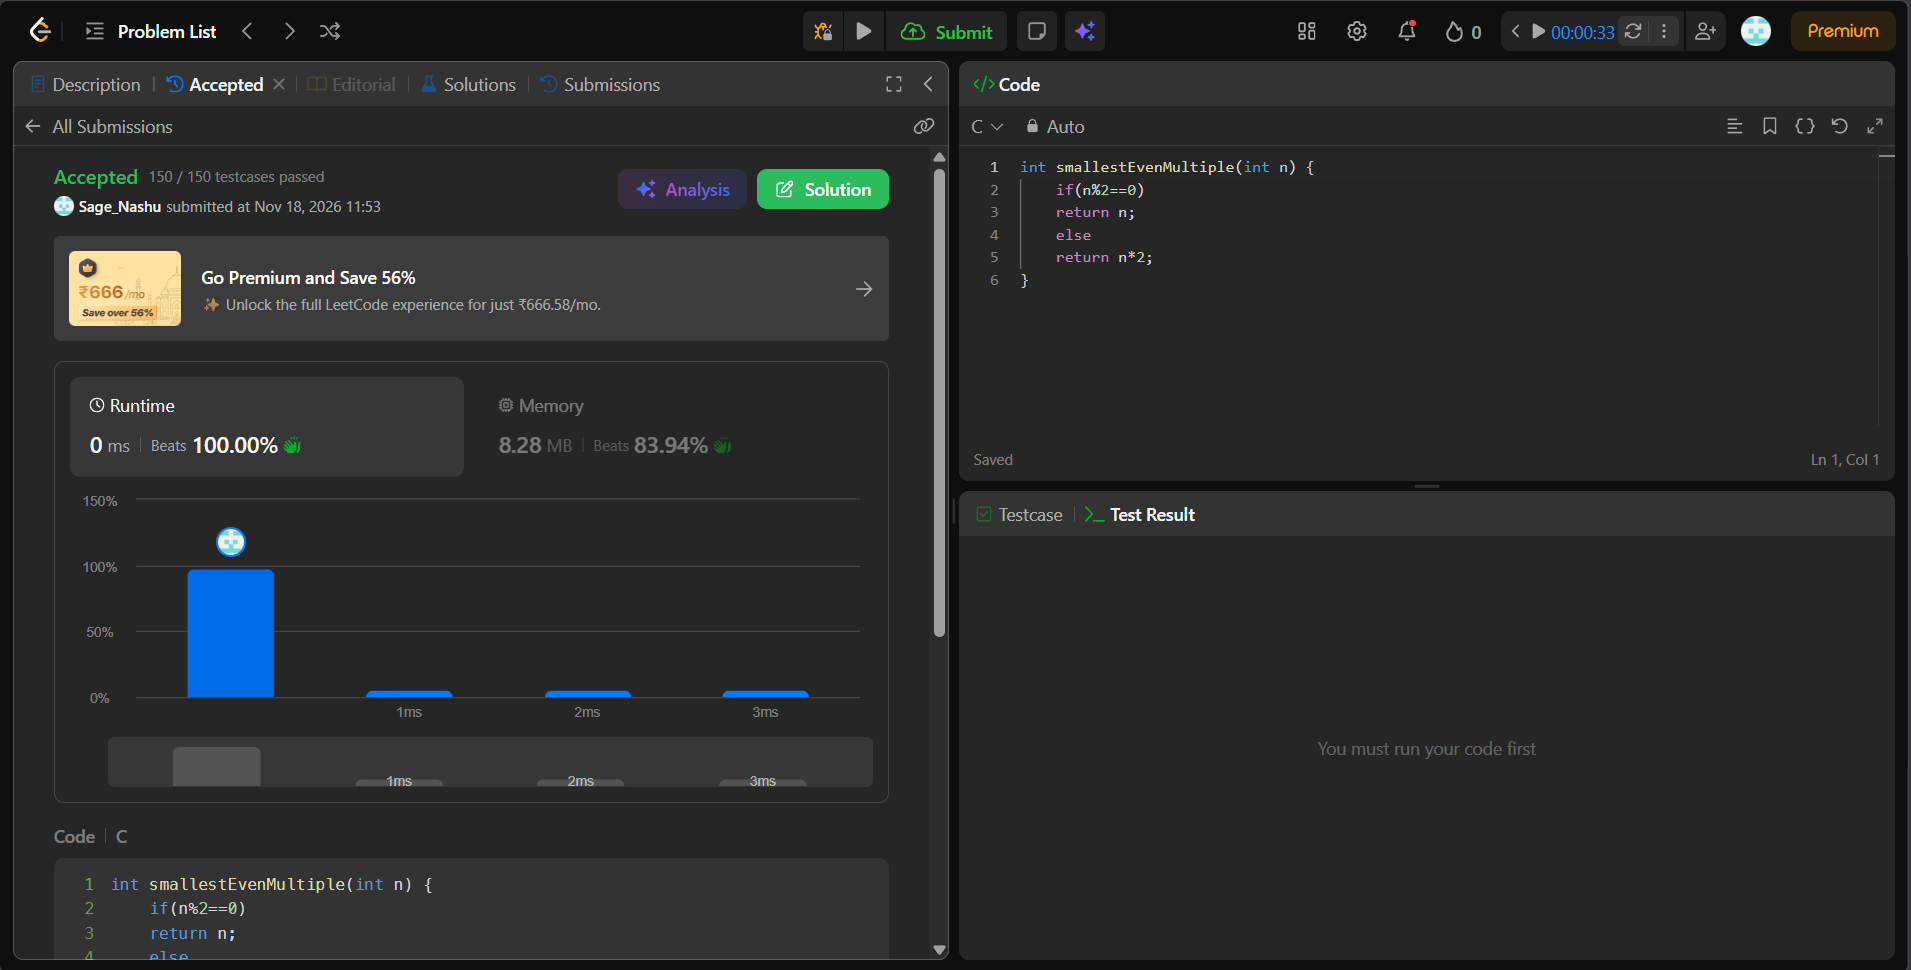 Problem List
Submit
0
00:00:33
Premium
Description
Accepted
Editorial
Solutions
Submissions
All Submissions
Accepted 150 / 150 testcases passed
Sage_Nashu submitted at Nov 18, 2026 11:53
Analysis
Solution
₹666/mo
Save over 56%
Go Premium and Save 56%
✨ Unlock the full LeetCode experience for just ₹666.58/mo.
Runtime
0 ms Beats 100.00%
Memory
8.28 MB Beats 83.94%
150%
100%
50%
0%
1ms 2ms 3ms
1ms 2ms 3ms
Code C
1 int smallestEvenMultiple(int n) {
2 if(n%2==0)
3 return n;
4 else
</> Code
C Auto
1 int smallestEvenMultiple(int n) {
2 if(n%2==0)
3 return n;
4 else
5 return n*2;
6 }
Saved
Ln 1, Col 1
Testcase
>_ Test Result
You must run your code first